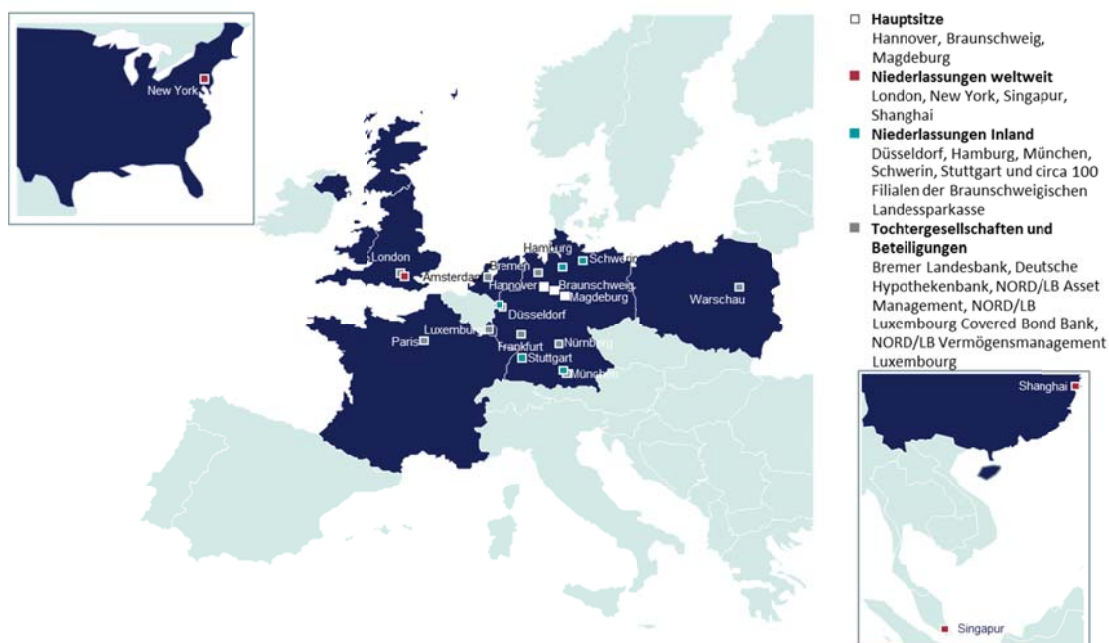 New York
London
Amsterdam
Bremen
Hamburg
Schwerin
Hannover
Braunschweig
Magdeburg
Warschau
Düsseldorf
Luxemburg
Paris
Frankfurt
Nürnberg
Stuttgart
München
Hauptsitze
Hannover, Braunschweig,
Magdeburg
Niederlassungen weltweit
London, New York, Singapur,
Shanghai
Niederlassungen Inland
Düsseldorf, Hamburg, München,
Schwerin, Stuttgart und circa 100
Filialen der Braunschweigischen
Landessparkasse
Tochtergesellschaften und
Beteiligungen
Bremer Landesbank, Deutsche
Hypothekenbank, NORD/LB Asset
Management, NORD/LB
Luxembourg Covered Bond Bank,
NORD/LB Vermögensmanagement
Luxembourg
Shanghai
Singapur